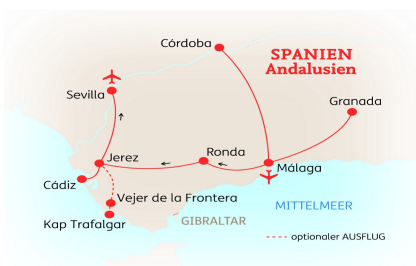 Córdoba
SPANIEN
Andalusien
Sevilla
Granada
Ronda
Jerez
Málaga
Cádiz
Vejer de la Frontera
Kap Trafalgar
GIBRALTAR
MITTELMEER
optionaler AUSFLUG